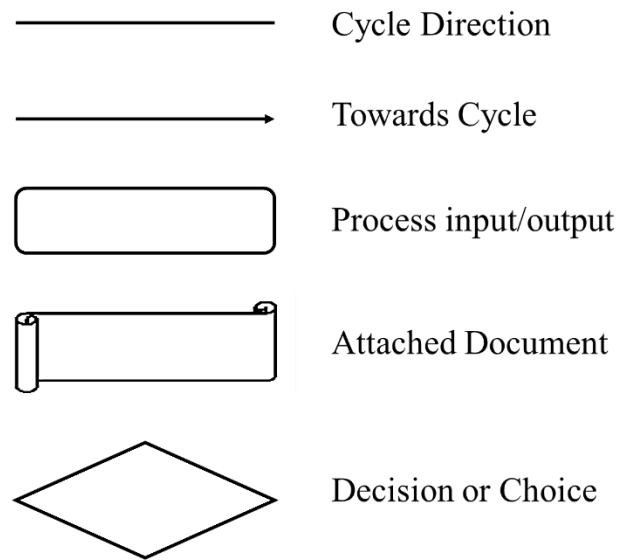 Cycle Direction
Towards Cycle
Process input/output
Attached Document
Decision or Choice